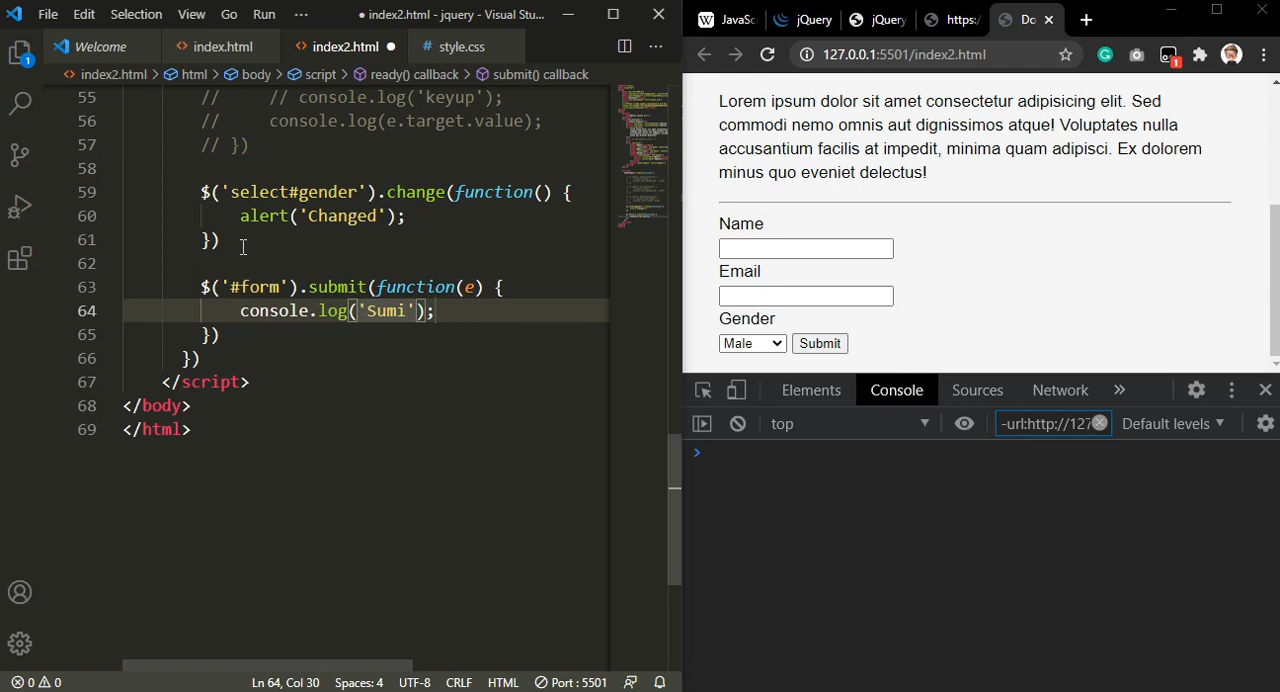 File Edit Selection View Go Run ··· ● index2.html - jquery - Visual Stu...
Welcome index.html index2.html ● style.css
index2.html > html > body > script > ready() callback > submit() callback
55 // // console.log('keyup');
56 // console.log(e.target.value);
57 // })
58
59 $('select#gender').change(function() {
60 alert('Changed');
61 })
62
63 $('#form').submit(function(e) {
64 console.log('Sumi');
65 })
66 })
67 </script>
68 </body>
69 </html>
1
0 0 Ln 64, Col 30 Spaces: 4 UTF-8 CRLF HTML Port : 5501
JavaSc jQuery jQuery https: Do
127.0.0.1:5501/index2.html
1
Lorem ipsum dolor sit amet consectetur adipisicing elit. Sed
commodi nemo omnis aut dignissimos atque! Voluptates nulla
accusantium facilis at impedit, minima quam adipisci. Ex dolorem
minus quo eveniet delectus!
Name
Email
Gender
Male Submit
Elements Console Sources Network »
top -url:http://127 Default levels